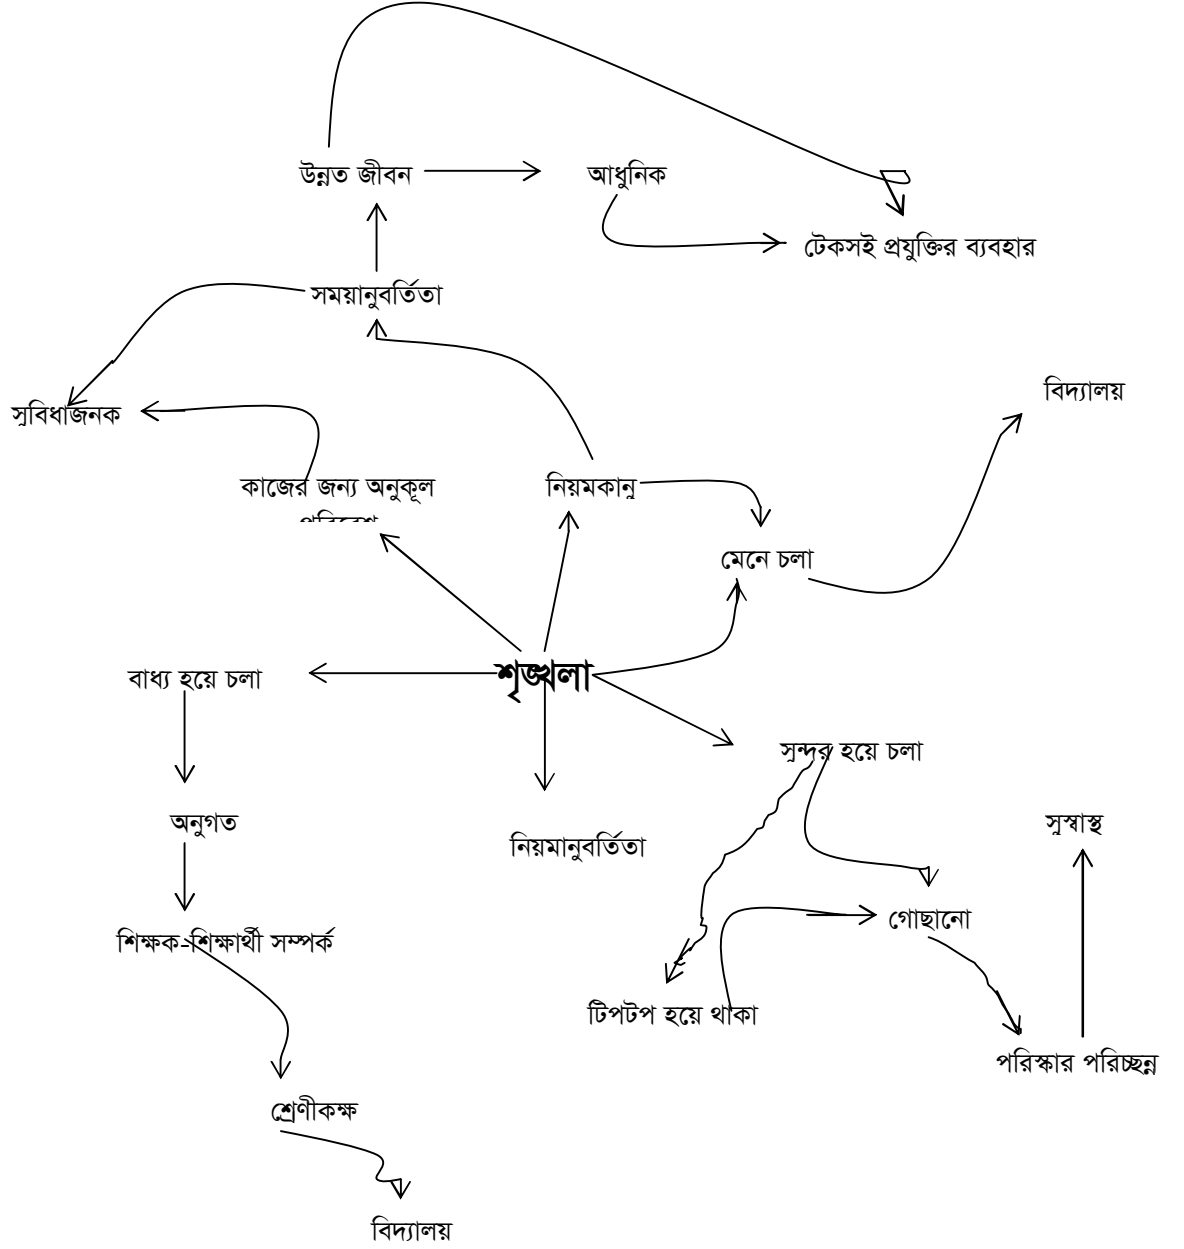 উন্নত জীবন
আধুনিক
টেকসই প্রযুক্তির ব্যবহার
সময়ানুবর্তিতা
বিদ্যালয়
সুবিধাজনক
কাজের জন্য অনুকূল
পরিবেশ
নিয়মকানু
মেনে চলা
শৃঙ্খলা
বাধ্য হয়ে চলা
সুন্দর হয়ে চলা
অনুগত
নিয়মানুবর্তিতা
সুস্বাস্থ
গোছানো
শিক্ষক-শিক্ষার্থী সম্পর্ক
টিপটপ হয়ে থাকা
পরিস্কার পরিচ্ছন্ন
শ্রেণীকক্ষ
বিদ্যালয়